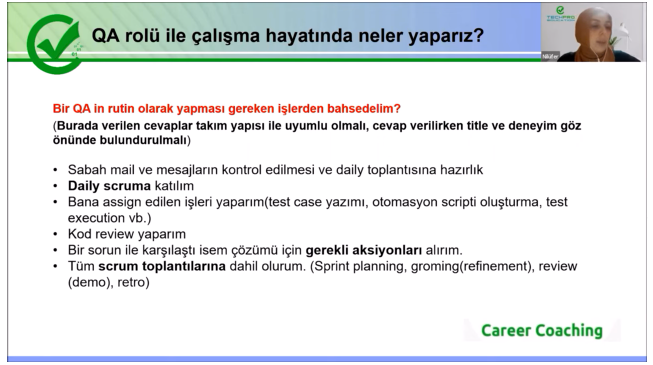 QA rolü ile çalışma hayatında neler yaparız?
TECHPRO
Nilüfer
Bir QA in rutin olarak yapması gereken işlerden bahsedelim?
(Burada verilen cevaplar takım yapısı ile uyumlu olmalı, cevap verilirken title ve deneyim göz
önünde bulundurulmalı)
• Sabah mail ve mesajların kontrol edilmesi ve daily toplantısına hazırlık
• Daily scruma katılım
• Bana assign edilen işleri yaparım(test case yazımı, otomasyon scripti oluşturma, test
execution vb.)
• Kod review yaparım
• Bir sorun ile karşılaştı isem çözümü için gerekli aksiyonları alırım.
• Tüm scrum toplantılarına dahil olurum. (Sprint planning, groming(refinement), review
(demo), retro)
Career Coaching